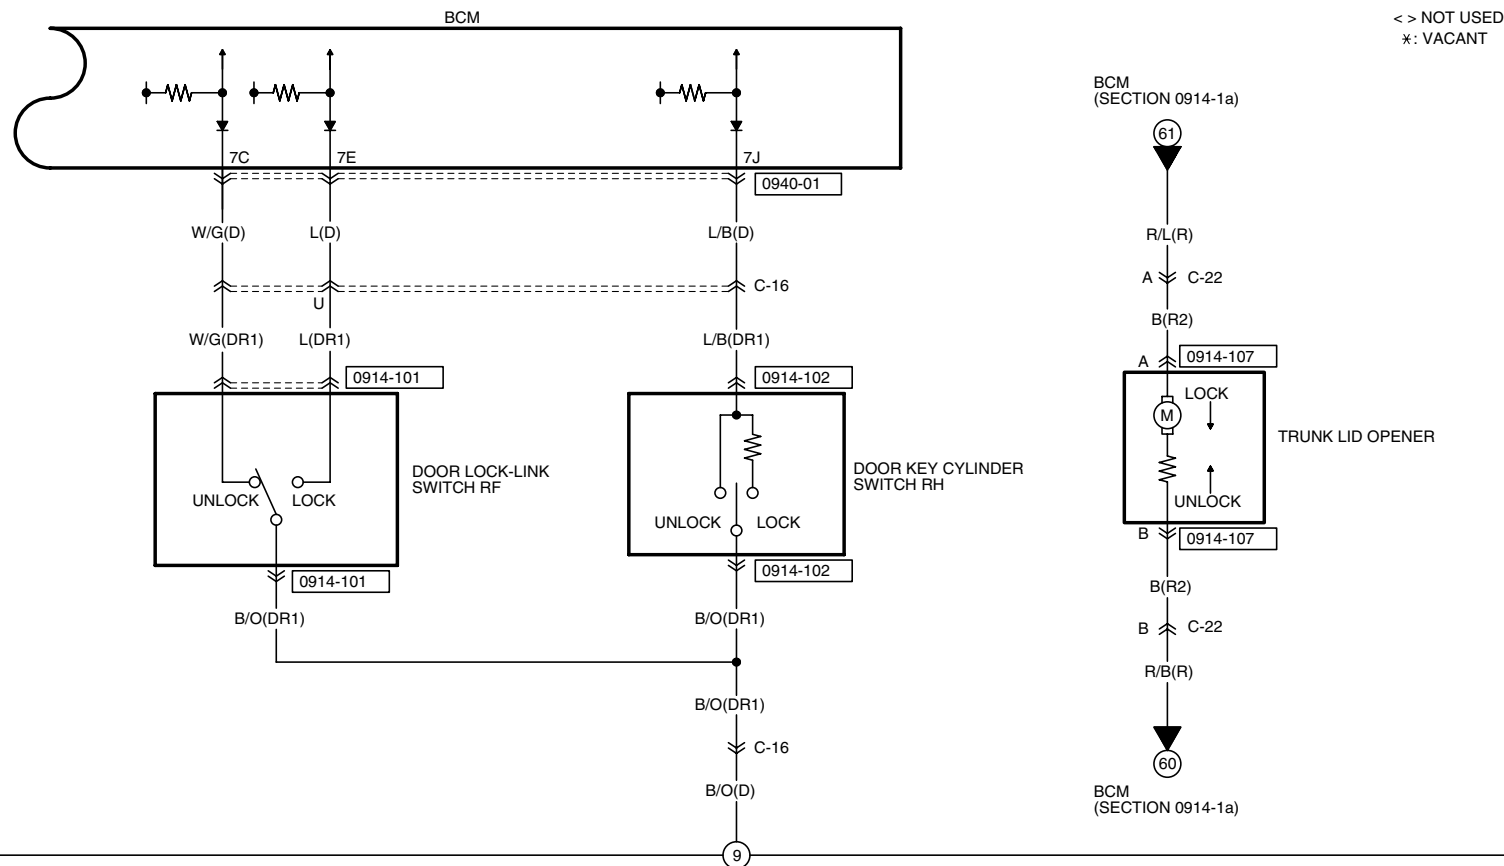 BCM
< > NOT USED
*: VACANT
BCM
(SECTION 0914-1a)
61
7C
7E
7J
0940-01
W/G(D)
L(D)
L/B(D)
R/L(R)
A
C-22
C-16
U
B(R2)
W/G(DR1)
L(DR1)
L/B(DR1)
A
0914-107
0914-101
0914-102
LOCK
M
TRUNK LID OPENER
DOOR LOCK-LINK
SWITCH RF
DOOR KEY CYLINDER
SWITCH RH
UNLOCK
LOCK
UNLOCK
LOCK
UNLOCK
B
0914-107
0914-101
0914-102
B(R2)
B/O(DR1)
B/O(DR1)
B
C-22
R/B(R)
B/O(DR1)
C-16
60
B/O(D)
BCM
(SECTION 0914-1a)
9